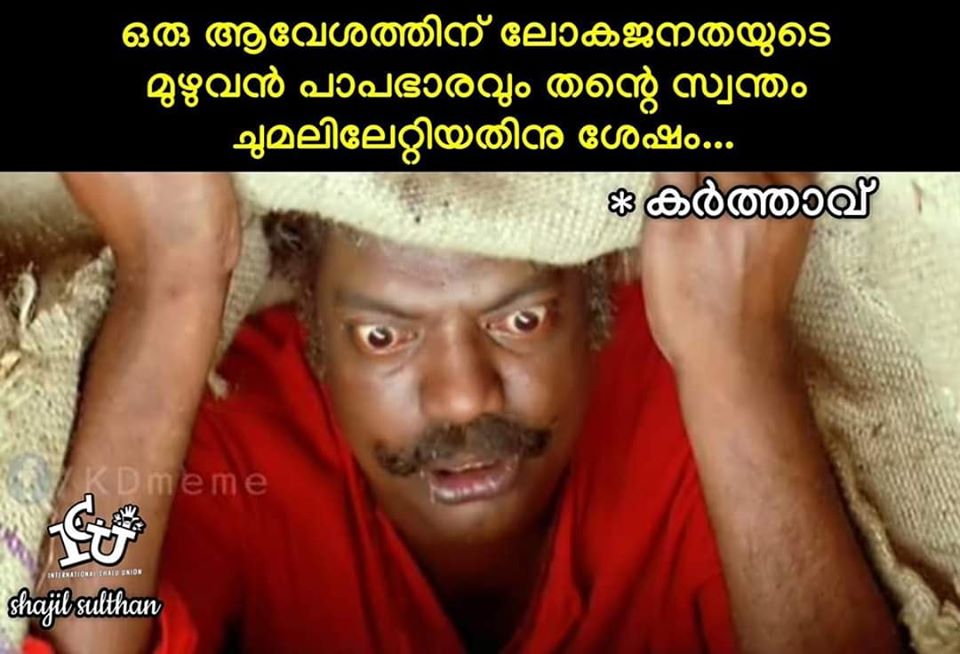 ഒരു ആവേശത്തിന് ലോകജനതയുടെ
മുഴുവൻ പാപഭാരവും തന്റെ സ്വന്തം
ചുമലിലേറ്റിയതിനു ശേഷം...
* കർത്താവ്
KDmeme
ICU
INTERNATIONAL CHALU UNION
shajil sulthan